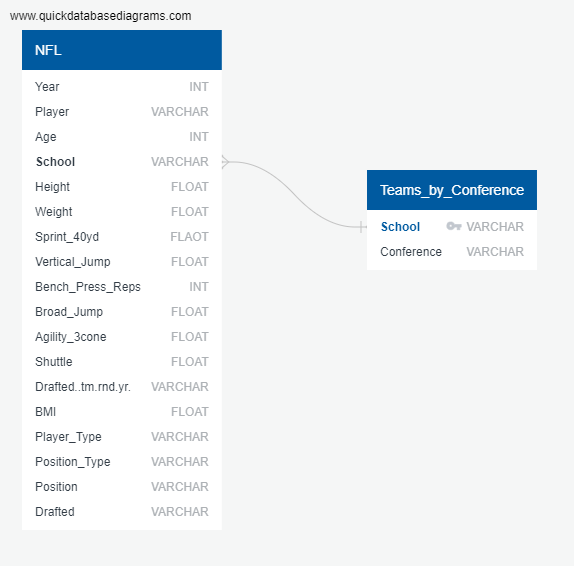 www.quickdatabasediagrams.com
NFL
Year INT
Player VARCHAR
Age INT
School VARCHAR
Height FLOAT
Weight FLOAT
Sprint_40yd FLAOT
Vertical_Jump FLOAT
Bench_Press_Reps INT
Broad_Jump FLOAT
Agility_3cone FLOAT
Shuttle FLOAT
Drafted..tm.rnd.yr. VARCHAR
BMI FLOAT
Player_Type VARCHAR
Position_Type VARCHAR
Position VARCHAR
Drafted VARCHAR
Teams_by_Conference
School VARCHAR
Conference VARCHAR